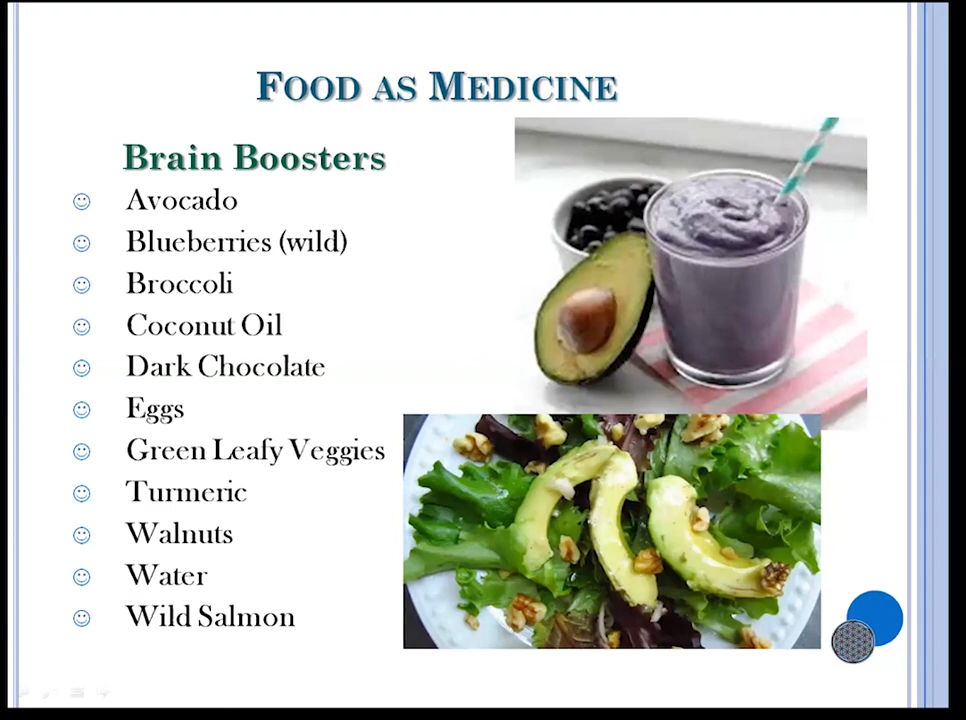 Food as Medicine
Brain Boosters
Avocado
Blueberries (wild)
Broccoli
Coconut Oil
Dark Chocolate
Eggs
Green Leafy Veggies
Turmeric
Walnuts
Water
Wild Salmon